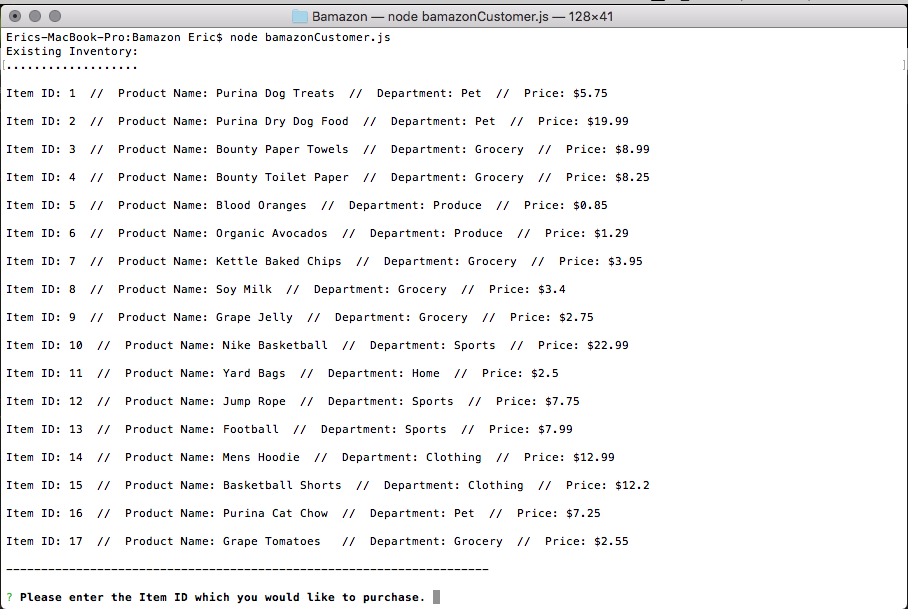 Bamazon — node bamazonCustomer.js — 128×41
Erics-MacBook-Pro:Bamazon Eric$ node bamazonCustomer.js
Existing Inventory:
...................
Item ID: 1  //  Product Name: Purina Dog Treats  //  Department: Pet  //  Price: $5.75
Item ID: 2  //  Product Name: Purina Dry Dog Food  //  Department: Pet  //  Price: $19.99
Item ID: 3  //  Product Name: Bounty Paper Towels  //  Department: Grocery  //  Price: $8.99
Item ID: 4  //  Product Name: Bounty Toilet Paper  //  Department: Grocery  //  Price: $8.25
Item ID: 5  //  Product Name: Blood Oranges  //  Department: Produce  //  Price: $0.85
Item ID: 6  //  Product Name: Organic Avocados  //  Department: Produce  //  Price: $1.29
Item ID: 7  //  Product Name: Kettle Baked Chips  //  Department: Grocery  //  Price: $3.95
Item ID: 8  //  Product Name: Soy Milk  //  Department: Grocery  //  Price: $3.4
Item ID: 9  //  Product Name: Grape Jelly  //  Department: Grocery  //  Price: $2.75
Item ID: 10  //  Product Name: Nike Basketball  //  Department: Sports  //  Price: $22.99
Item ID: 11  //  Product Name: Yard Bags  //  Department: Home  //  Price: $2.5
Item ID: 12  //  Product Name: Jump Rope  //  Department: Sports  //  Price: $7.75
Item ID: 13  //  Product Name: Football  //  Department: Sports  //  Price: $7.99
Item ID: 14  //  Product Name: Mens Hoodie  //  Department: Clothing  //  Price: $12.99
Item ID: 15  //  Product Name: Basketball Shorts  //  Department: Clothing  //  Price: $12.2
Item ID: 16  //  Product Name: Purina Cat Chow  //  Department: Pet  //  Price: $7.25
Item ID: 17  //  Product Name: Grape Tomatoes   //  Department: Grocery  //  Price: $2.55
---------------------------------------------------------------------
? Please enter the Item ID which you would like to purchase.